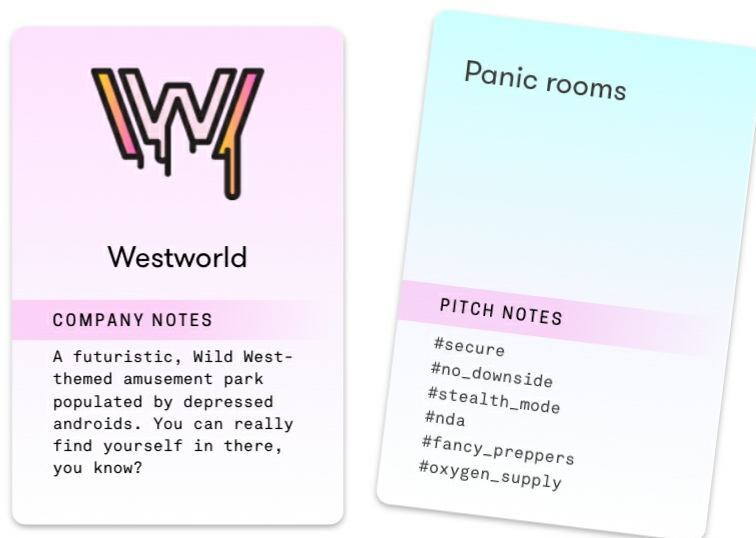 Westworld
COMPANY NOTES
A futuristic, Wild West-
themed amusement park
populated by depressed
androids. You can really
find yourself in there,
you know?
Panic rooms
PITCH NOTES
#secure
#no_downside
#stealth_mode
#nda
#fancy_preppers
#oxygen_supply